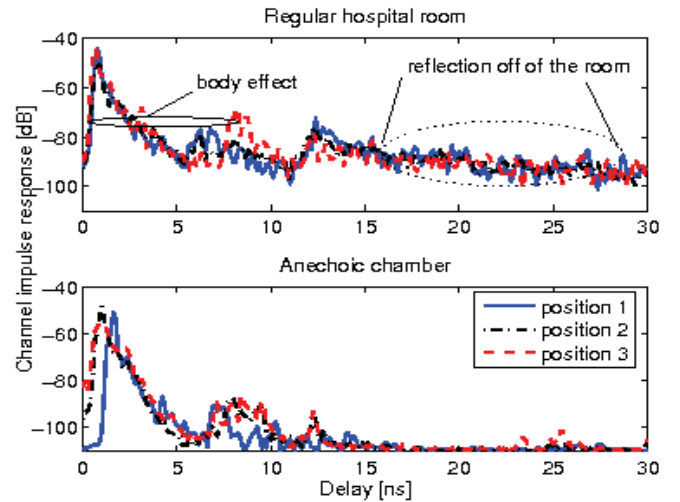 Regular hospital room
−40
−60
−80
−100
body effect
reflection off of the room
0 5 10 15 20 25 30
Channel impulse response [dB]
Anechoic chamber
−40
−60
−80
−100
position 1
position 2
position 3
0 5 10 15 20 25 30
Delay [ns]